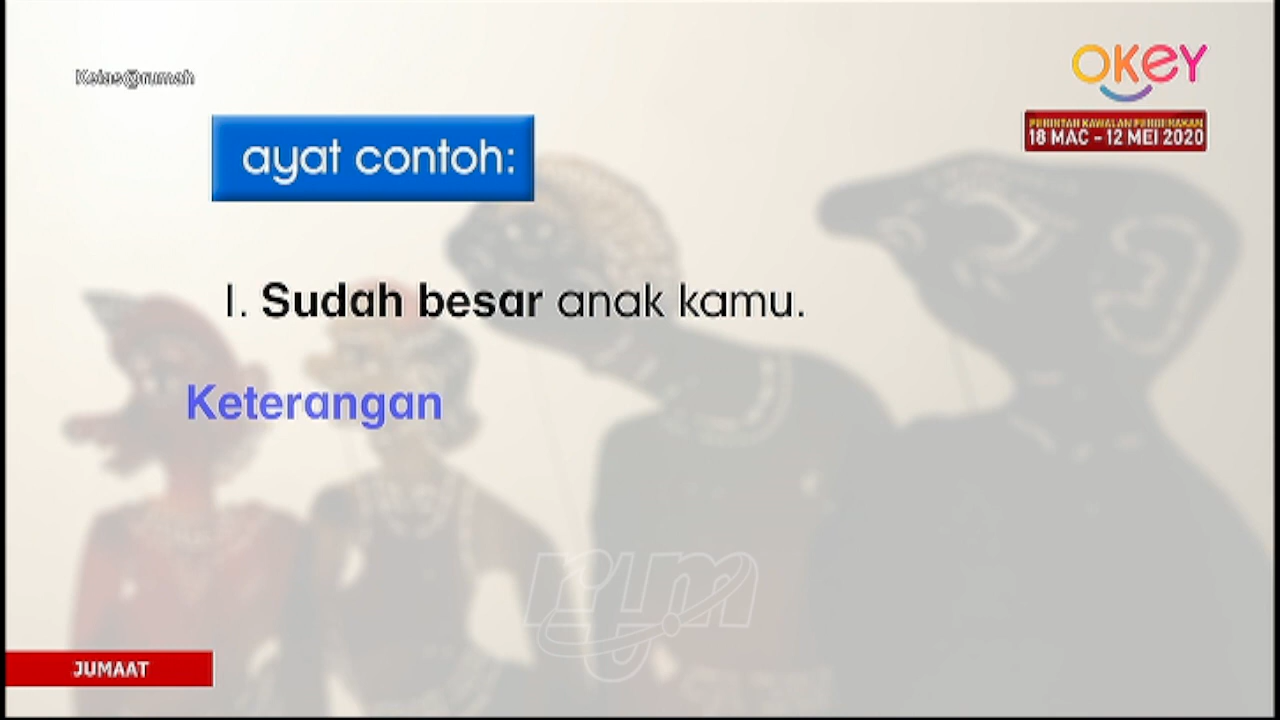 Kelas@rumah
OKEY
PERINTAH KAWALAN PERGERAKAN
18 MAC - 12 MEI 2020
ayat contoh:
1. Sudah besar anak kamu.
Keterangan
rtm
JUMAAT